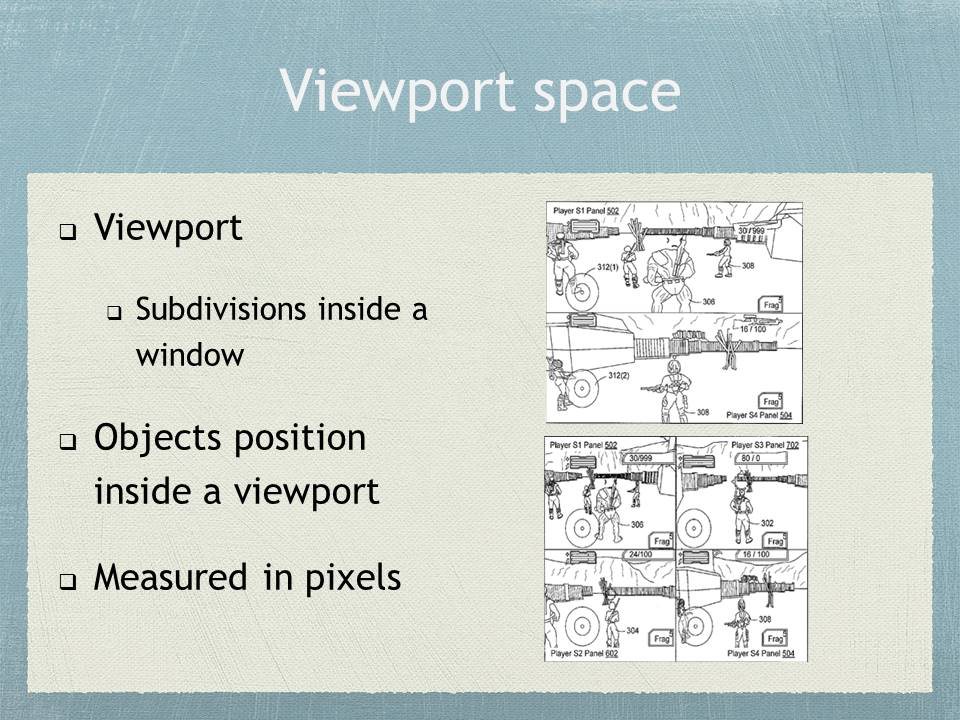 Viewport space
Viewport
Subdivisions inside a
window
Objects position
inside a viewport
Measured in pixels
Player S1 Panel 502
30/999
312(1)
308
306
Frag
16/100
312(2)
308
Frag
Player S4 Panel 504
Player S1 Panel 502
Player S3 Panel 702
30/999
80/0
306
302
Frag
Frag
24/100
16/100
304
308
Frag
Frag
Player S2 Panel 602
Player S4 Panel 504